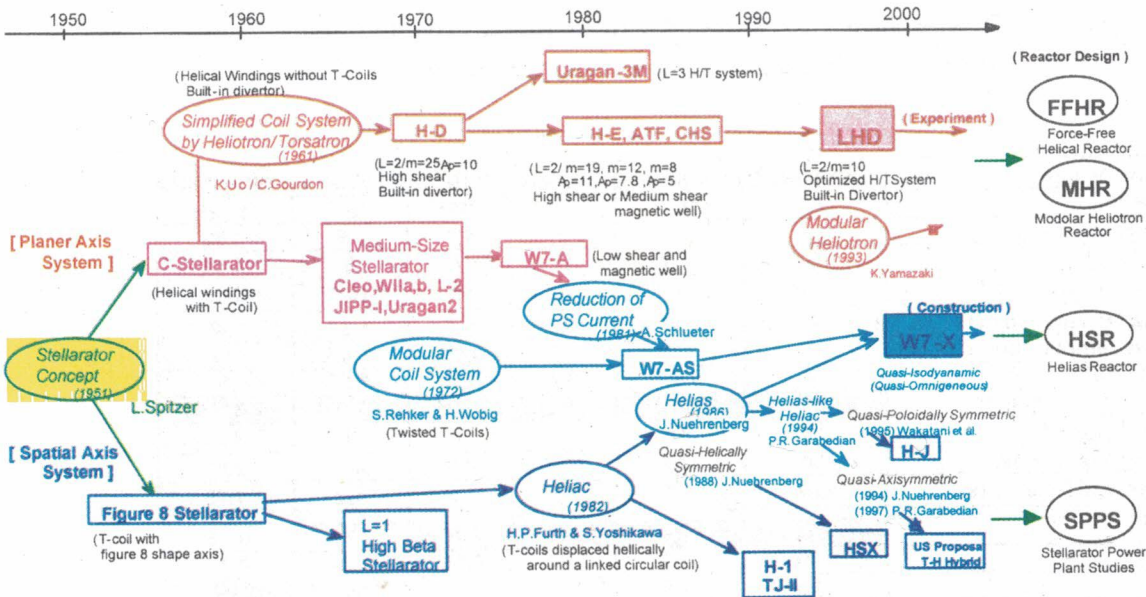 1950 1960 1970 1980 1990 2000
( Reactor Design )
(Helical Windings without T-Coils
Built-in divertor)
Simplified Coil System
by Heliotron/Torsatron
(1961)
K.Uo / C.Gourdon
Uragan-3M
(L=3 H/T system)
H-D
(L=2/m=25 Ap=10
High shear
Built-in divertor)
H-E, ATF, CHS
(L=2/ m=19, m=12, m=8
Ap=11, Ap=7.8 , Ap=5
High shear or Medium shear
magnetic well)
LHD
(Experiment )
(L=2/m=10
Optimized H/TSystem
Built-in Divertor)
FFHR
Force-Free
Helical Reactor
MHR
Modolar Heliotron
Reactor
Modular
Heliotron
(1993)
K.Yamazaki
[ Planer Axis
System ]
C-Stellarator
(Helical windings
with T-Coil)
Medium-Size
Stellarator
Cleo,WIIa,b, L-2
JIPP-I,Uragan2
W7-A
(Low shear and
magnetic well)
Reduction of
PS Current
(1981)
A.Schlueter
Stellarator
Concept
(1951)
L.Spitzer
Modular
Coil System
(1972)
S.Rehker & H.Wobig
(Twisted T-Coils)
W7-AS
( Construction )
W7-X
Quasi-Isodyanamic
(Quasi-Omnigeneous)
HSR
Helias Reactor
Helias
(1986)
J.Nuehrenberg
Helias-like
Heliac
(1994)
P.R.Garabedian
Quasi-Poloidally Symmetric
(1995) Wakatani et al.
H-J
Quasi-Helically
Symmetric
(1988) J.Nuehrenberg
Quasi-Axisymmetric
(1994) J.Nuehrenberg
(1997) P.R.Garabedian
[ Spatial Axis
System ]
Figure 8 Stellarator
(T-coil with
figure 8 shape axis)
L=1
High Beta
Stellarator
Heliac
(1982)
H.P.Furth & S.Yoshikawa
(T-coils displaced helically
around a linked circular coil)
H-1
TJ-II
HSX
US Proposa
T-H Hybrid
SPPS
Stellarator Power
Plant Studies